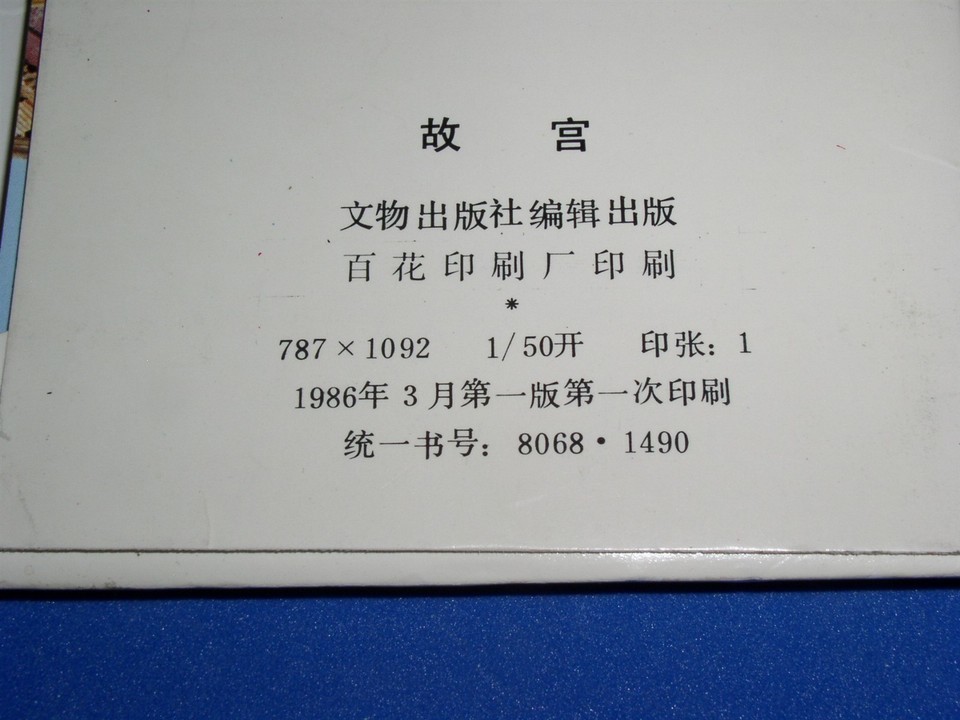 故 宫
文物出版社编辑出版
百花印刷厂印刷
*
787×1092 1/50开 印张：1
1986年3月第一版第一次印刷
统一书号：8068·1490